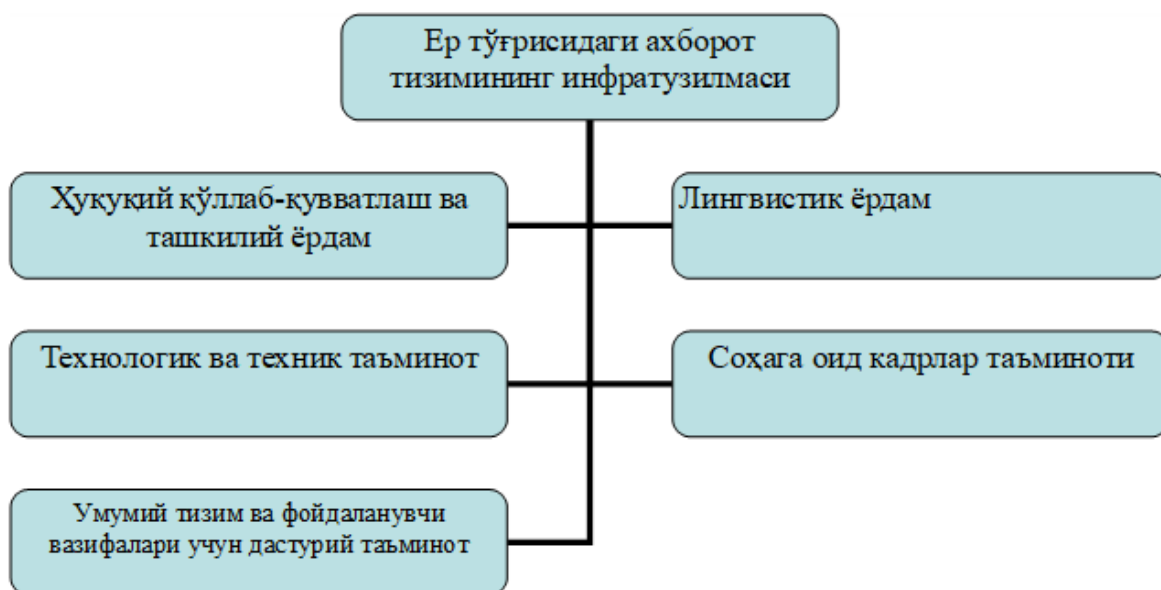 Ер тўғрисидаги ахборот
тизимининг инфратузилмаси
Ҳуқуқий қўллаб-қувватлаш ва
ташкилий ёрдам
Лингвистик ёрдам
Технологик ва техник таъминот
Соҳага оид кадрлар таъминоти
Умумий тизим ва фойдаланувчи
вазифалари учун дастурий таъминот